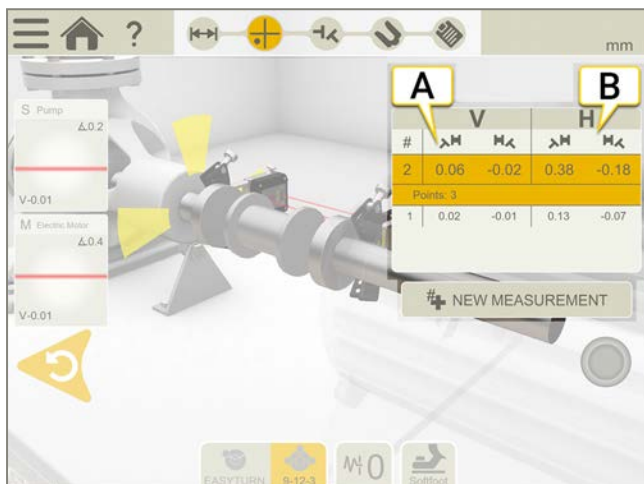 ?
mm
A
B
S Pump
∡0.2
V-0.01
M Electric Motor
∡0.4
V-0.01
V H
#
2 0.06 -0.02 0.38 -0.18
Points: 3
1 0.02 -0.01 0.13 -0.07
# NEW MEASUREMENT
EASYTURN
9-12-3
0
Softfoot